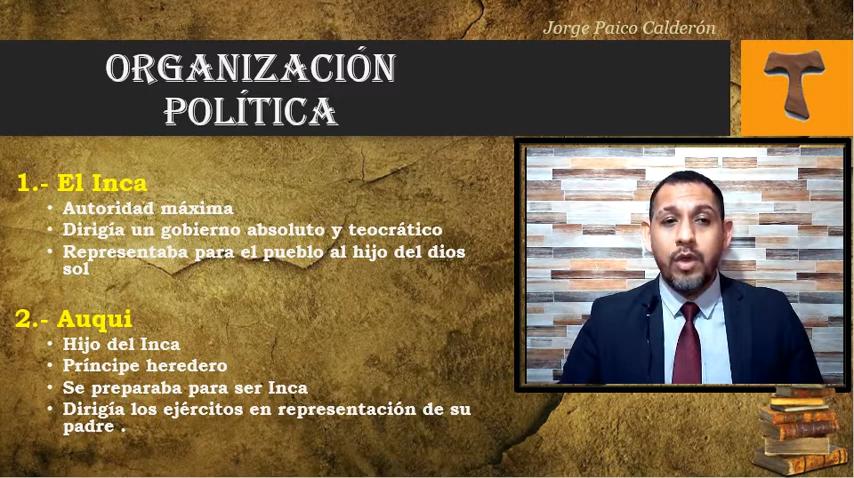 Jorge Paico Calderón
ORGANIZACIÓN
POLÍTICA
1.- El Inca
• Autoridad máxima
• Dirigía un gobierno absoluto y teocrático
• Representaba para el pueblo al hijo del dios
sol
2.- Auqui
• Hijo del Inca
• Príncipe heredero
• Se preparaba para ser Inca
• Dirigía los ejércitos en representación de su
padre .